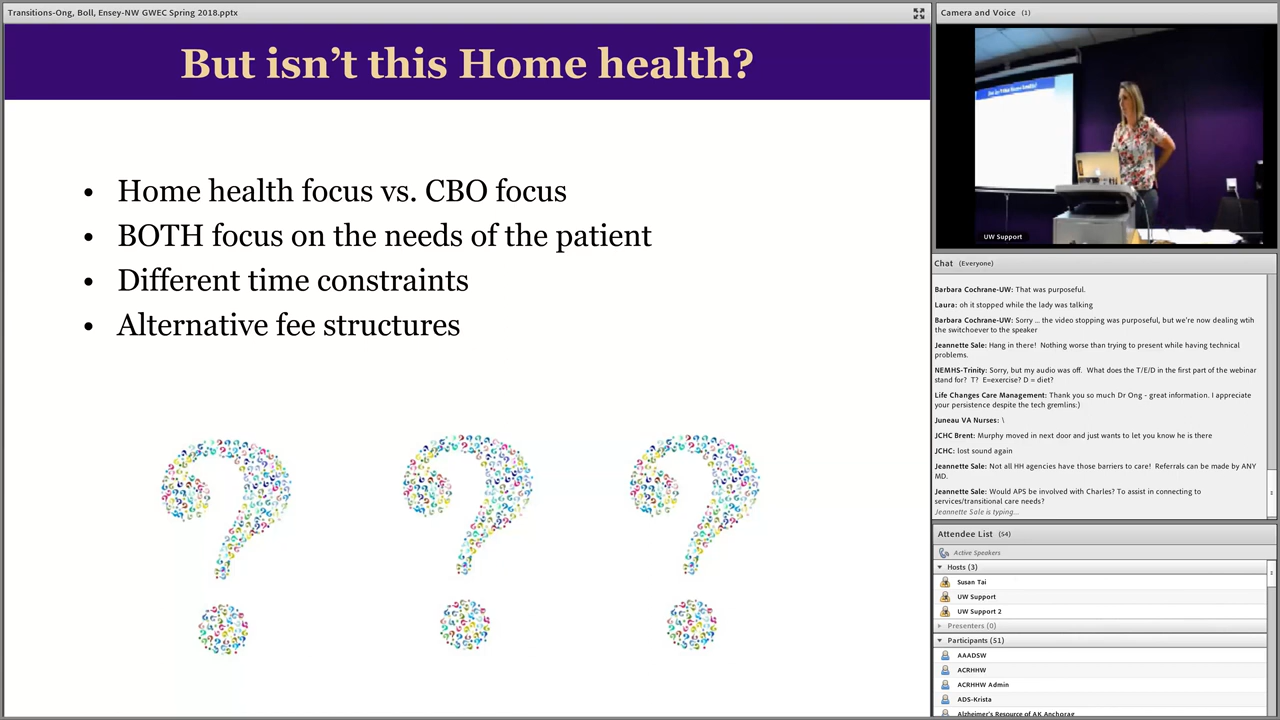 Transitions-Ong, Boll, Ensey-NW GWEC Spring 2018.pptx
But isn't this Home health?
• Home health focus vs. CBO focus
• BOTH focus on the needs of the patient
• Different time constraints
• Alternative fee structures
Camera and Voice (1)
UW Support
Chat (Everyone)
Barbara Cochrane-UW: That was purposeful.
Laura: oh it stopped while the lady was talking
Barbara Cochrane-UW: Sorry ... the video stopping was purposeful, but we're now dealing wtih
the switchoever to the speaker
Jeannette Sale: Hang in there! Nothing worse than trying to present while having technical
problems.
NEMHS-Trinity: Sorry, but my audio was off. What does the T/E/D in the first part of the webinar
stand for? T? E=exercise? D = diet?
Life Changes Care Management: Thank you so much Dr Ong - great information. I appreciate
your persistence despite the tech gremlins:)
Juneau VA Nurses: \
JCHC Brent: Murphy moved in next door and just wants to let you know he is there
JCHC: lost sound again
Jeannette Sale: Not all HH agencies have those barriers to care! Referrals can be made by ANY
MD.
Jeannette Sale: Would APS be involved with Charles? To assist in connecting to
services/transitional care needs?
Jeannette Sale is typing...
Attendee List (54)
Active Speakers
Hosts (3)
Susan Tai
UW Support
UW Support 2
Presenters (0)
Participants (51)
AAADSW
ACRHHW
ACRHHW Admin
ADS-Krista
Alzheimer's Resource of AK Anchorag